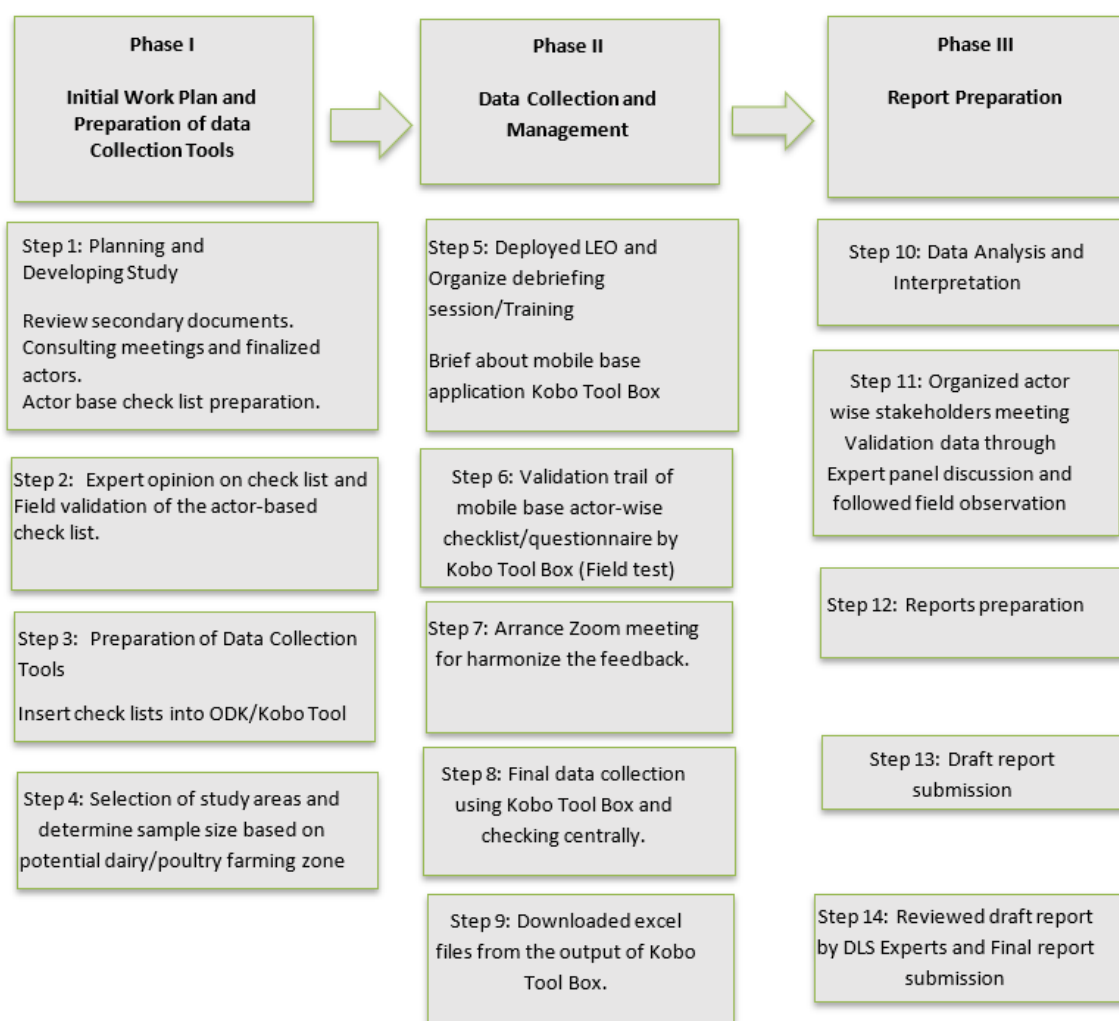 Phase I
Initial Work Plan and
Preparation of data
Collection Tools
Phase II
Data Collection and
Management
Phase III
Report Preparation
Step 1: Planning and
Developing Study
Review secondary documents.
Consulting meetings and finalized
actors.
Actor base check list preparation.
Step 2: Expert opinion on check list and
Field validation of the actor-based
check list.
Step 3: Preparation of Data Collection
Tools
Insert check lists into ODK/Kobo Tool
Step 4: Selection of study areas and
determine sample size based on
potential dairy/poultry farming zone
Step 5: Deployed LEO and
Organize debriefing
session/Training
Brief about mobile base
application Kobo Tool Box
Step 6: Validation trail of
mobile base actor-wise
checklist/questionnaire by
Kobo Tool Box (Field test)
Step 7: Arrance Zoom meeting
for harmonize the feedback.
Step 8: Final data collection
using Kobo Tool Box and
checking centrally.
Step 9: Downloaded excel
files from the output of Kobo
Tool Box.
Step 10: Data Analysis and
Interpretation
Step 11: Organized actor
wise stakeholders meeting
Validation data through
Expert panel discussion and
followed field observation
Step 12: Reports preparation
Step 13: Draft report
submission
Step 14: Reviewed draft report
by DLS Experts and Final report
submission